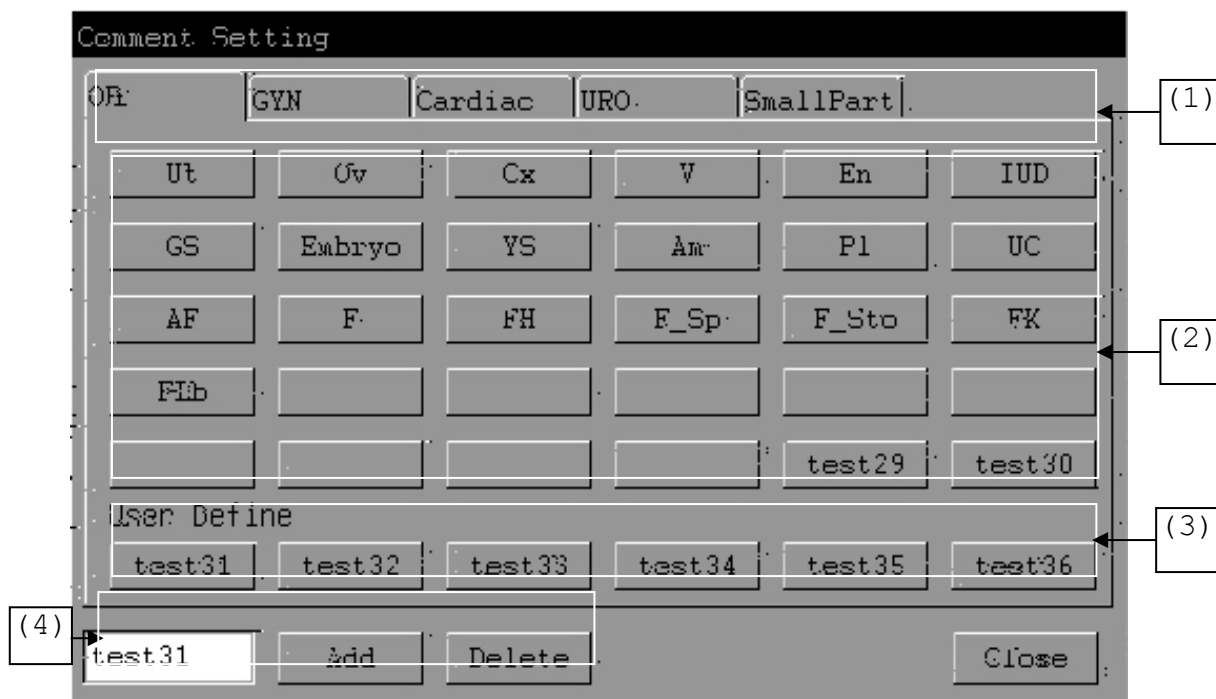 Comment Setting
OB GYN Cardiac URO SmallPart
(1)
Ut Ov Cx V En IUD
GS Embryo YS Am Pl UC
AF F FH F_Sp F_Sto FK
(2)
test29 test30
User Define
(3)
test31 test32 test33 test34 test35 test36
(4)
test31 Add Delete Close